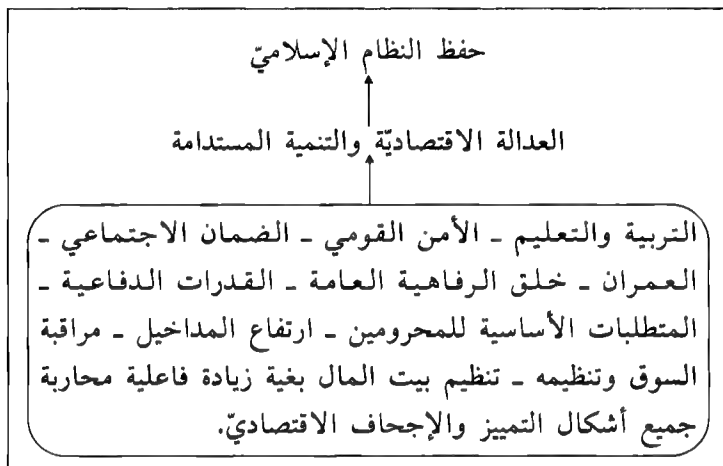 حفظ النظام الإسلاميّ
العدالة الاقتصاديّة والتنمية المستدامة
التربية والتعليم ـ الأمن القومي ـ الضمان الاجتماعي ـ
العمران ـ خلق الرفاهية العامة ـ القدرات الدفاعية ـ
المتطلبات الأساسية للمحرومين ـ ارتفاع المداخيل ـ مراقبة
السوق وتنظيمه ـ تنظيم بيت المال بغية زيادة فاعلية محاربة
جميع أشكال التمييز والإجحاف الاقتصاديّ.